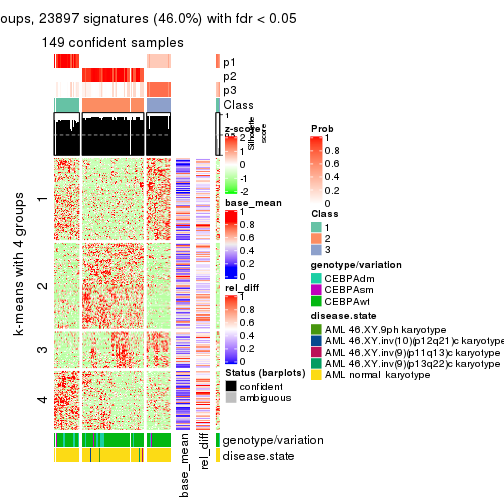 oups, 23897 signatures (46.0%) with fdr < 0.05
149 confident samples
p1
p2
p3
Class
1
0
Silhouette
score
z-score
2
1
0
-1
-2
base_mean
1
0.8
0.6
0.4
0.2
0
rel_diff
1
0.8
0.6
0.4
0.2
0
Status (barplots)
confident
ambiguous
Prob
1
0.8
0.6
0.4
0.2
0
Class
1
2
3
genotype/variation
CEBPAdm
CEBPAsm
CEBPAwt
disease.state
AML 46.XY.9ph karyotype
AML 46.XY.inv(10)(p12q21)c karyotype
AML 46.XY.inv(9)(p11q13)c karyotype
AML 46.XY.inv(9)(p13q22)c karyotype
AML normal karyotype
k-means with 4 groups
1
2
3
4
genotype/variation
disease.state
base_mean
rel_diff